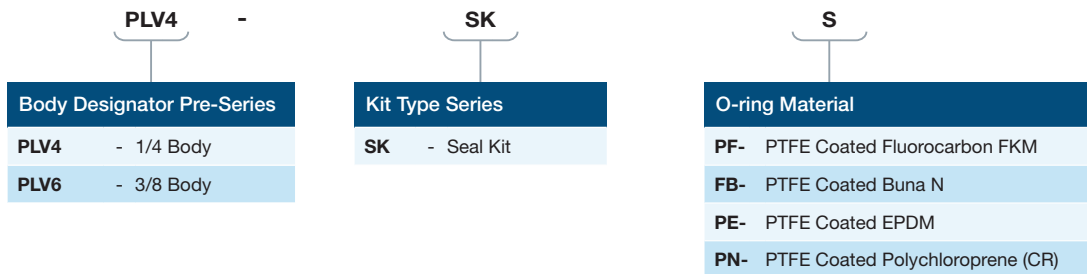 PLV4 - SK S
Body Designator Pre-Series
PLV4 - 1/4 Body
PLV6 - 3/8 Body
Kit Type Series
SK - Seal Kit
O-ring Material
PF- PTFE Coated Fluorocarbon FKM
FB- PTFE Coated Buna N
PE- PTFE Coated EPDM
PN- PTFE Coated Polychloroprene (CR)